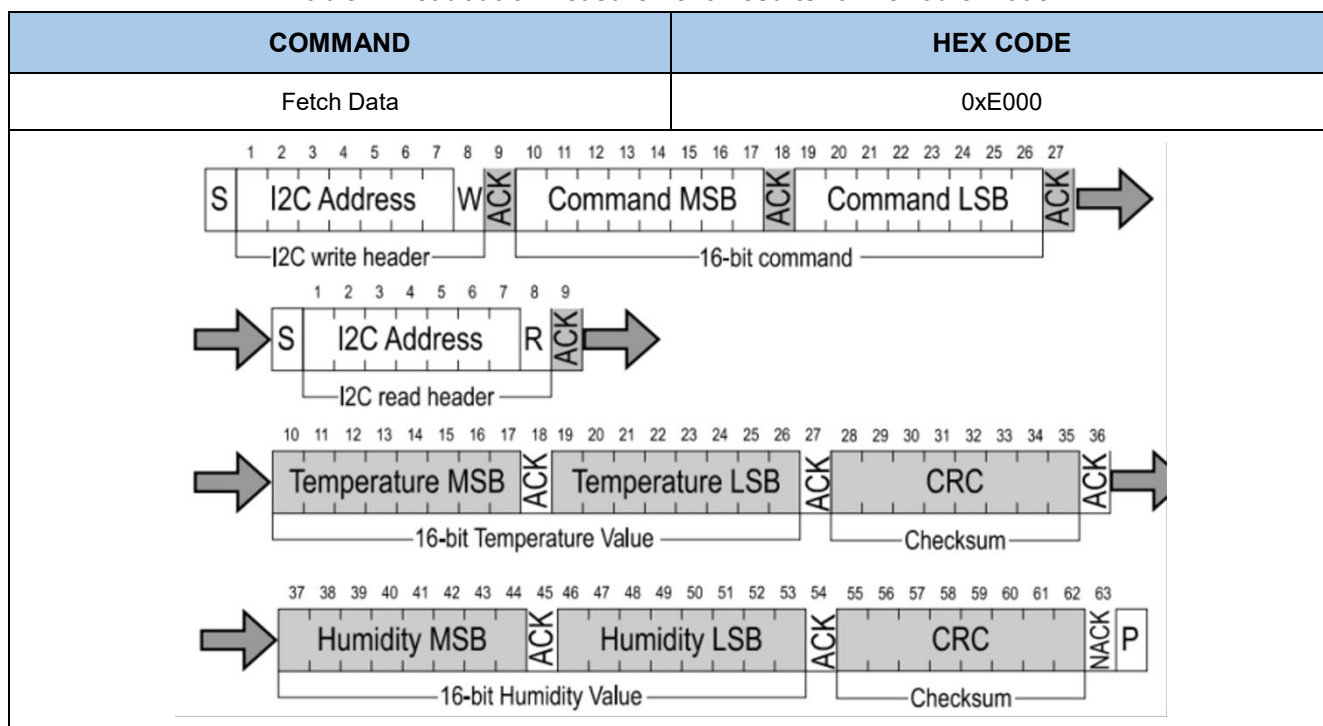 COMMAND HEX CODE
Fetch Data 0xE000
1 2 3 4 5 6 7 8 9 10 11 12 13 14 15 16 17 18 19 20 21 22 23 24 25 26 27
S I2C Address W ACK Command MSB ACK Command LSB ACK
I2C write header 16-bit command
1 2 3 4 5 6 7 8 9
S I2C Address R ACK
I2C read header
10 11 12 13 14 15 16 17 18 19 20 21 22 23 24 25 26 27 28 29 30 31 32 33 34 35 36
Temperature MSB ACK Temperature LSB ACK CRC ACK
16-bit Temperature Value Checksum
37 38 39 40 41 42 43 44 45 46 47 48 49 50 51 52 53 54 55 56 57 58 59 60 61 62 63
Humidity MSB ACK Humidity LSB ACK CRC NACK P
16-bit Humidity Value Checksum